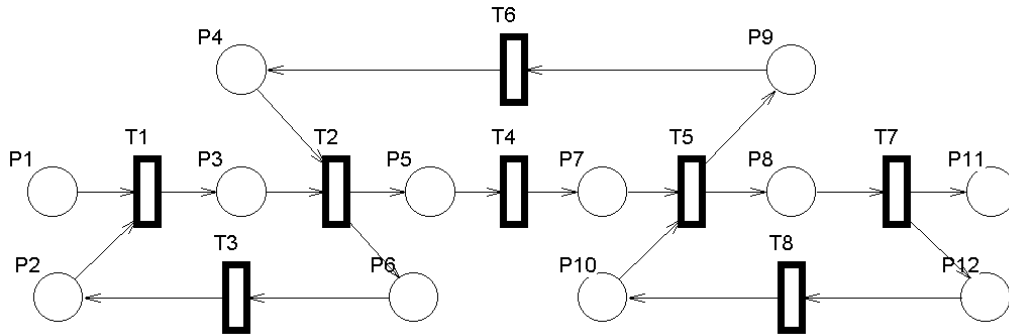 T6
P4 P9
T1 T2 T4 T5 T7
P1 P3 P5 P7 P8 P11
P2 T3 P6 P10 T8 P12